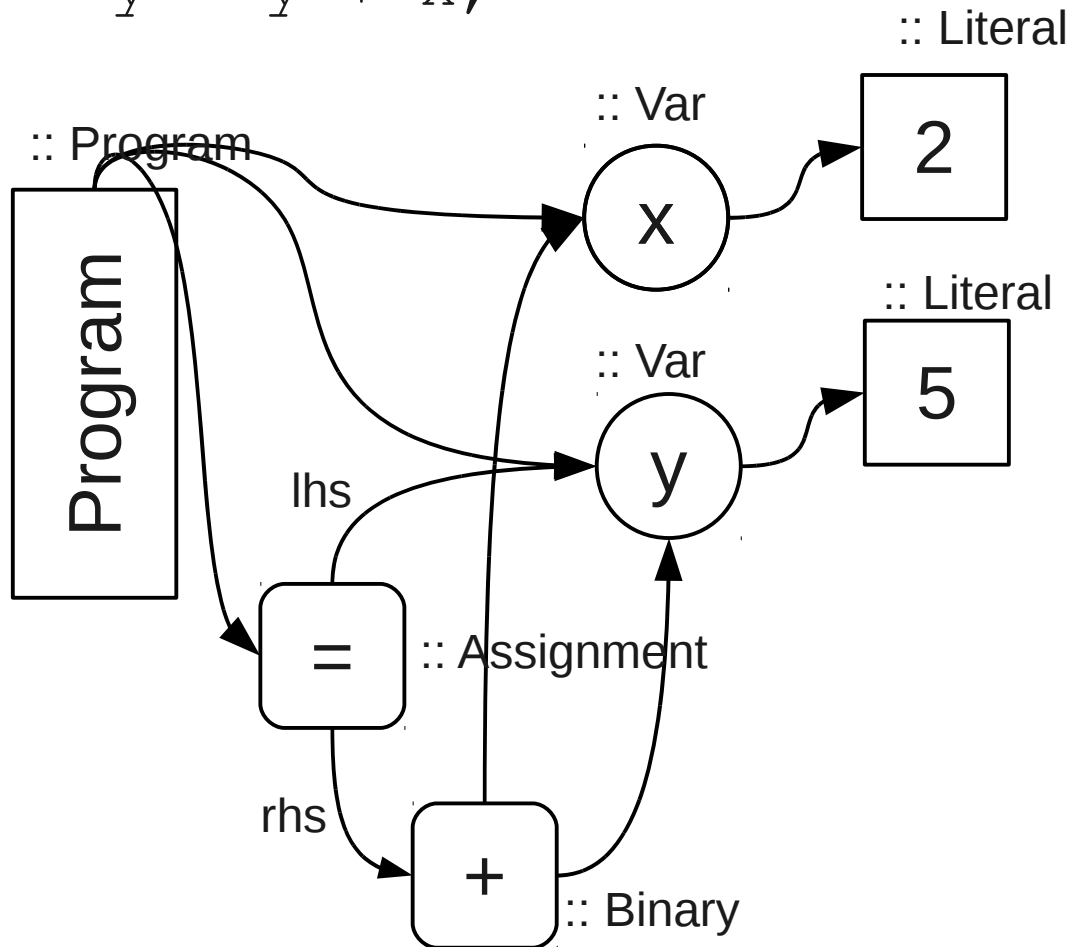 :: Literal
:: Var
2
:: Program
x
Program
:: Literal
:: Var
5
y
lhs
=
:: Assignment
rhs
+
:: Binary